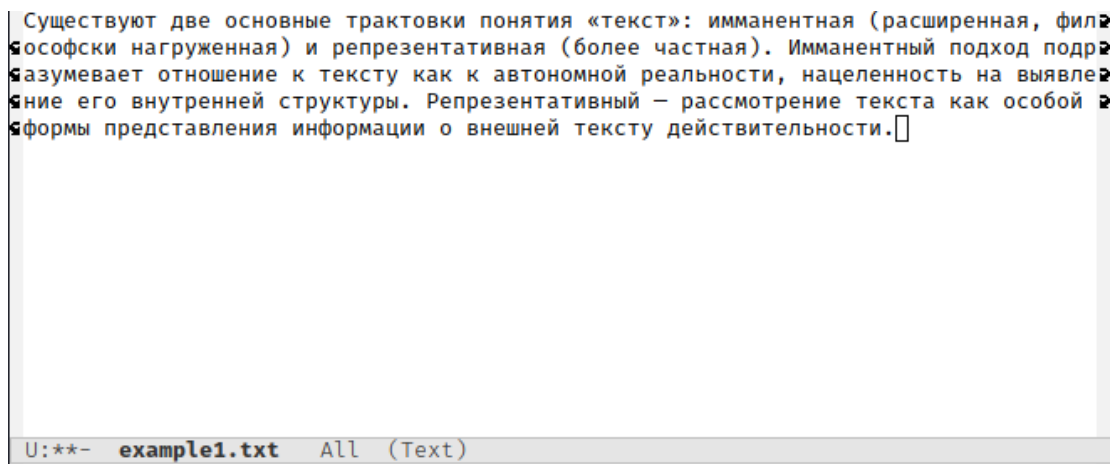 Существуют две основные трактовки понятия «текст»: имманентная (расширенная, фил
ософски нагруженная) и репрезентативная (более частная). Имманентный подход подр
азумевает отношение к тексту как к автономной реальности, нацеленность на выявле
ние его внутренней структуры. Репрезентативный — рассмотрение текста как особой
формы представления информации о внешней тексту действительности.
U:**-  example1.txt   All  (Text)